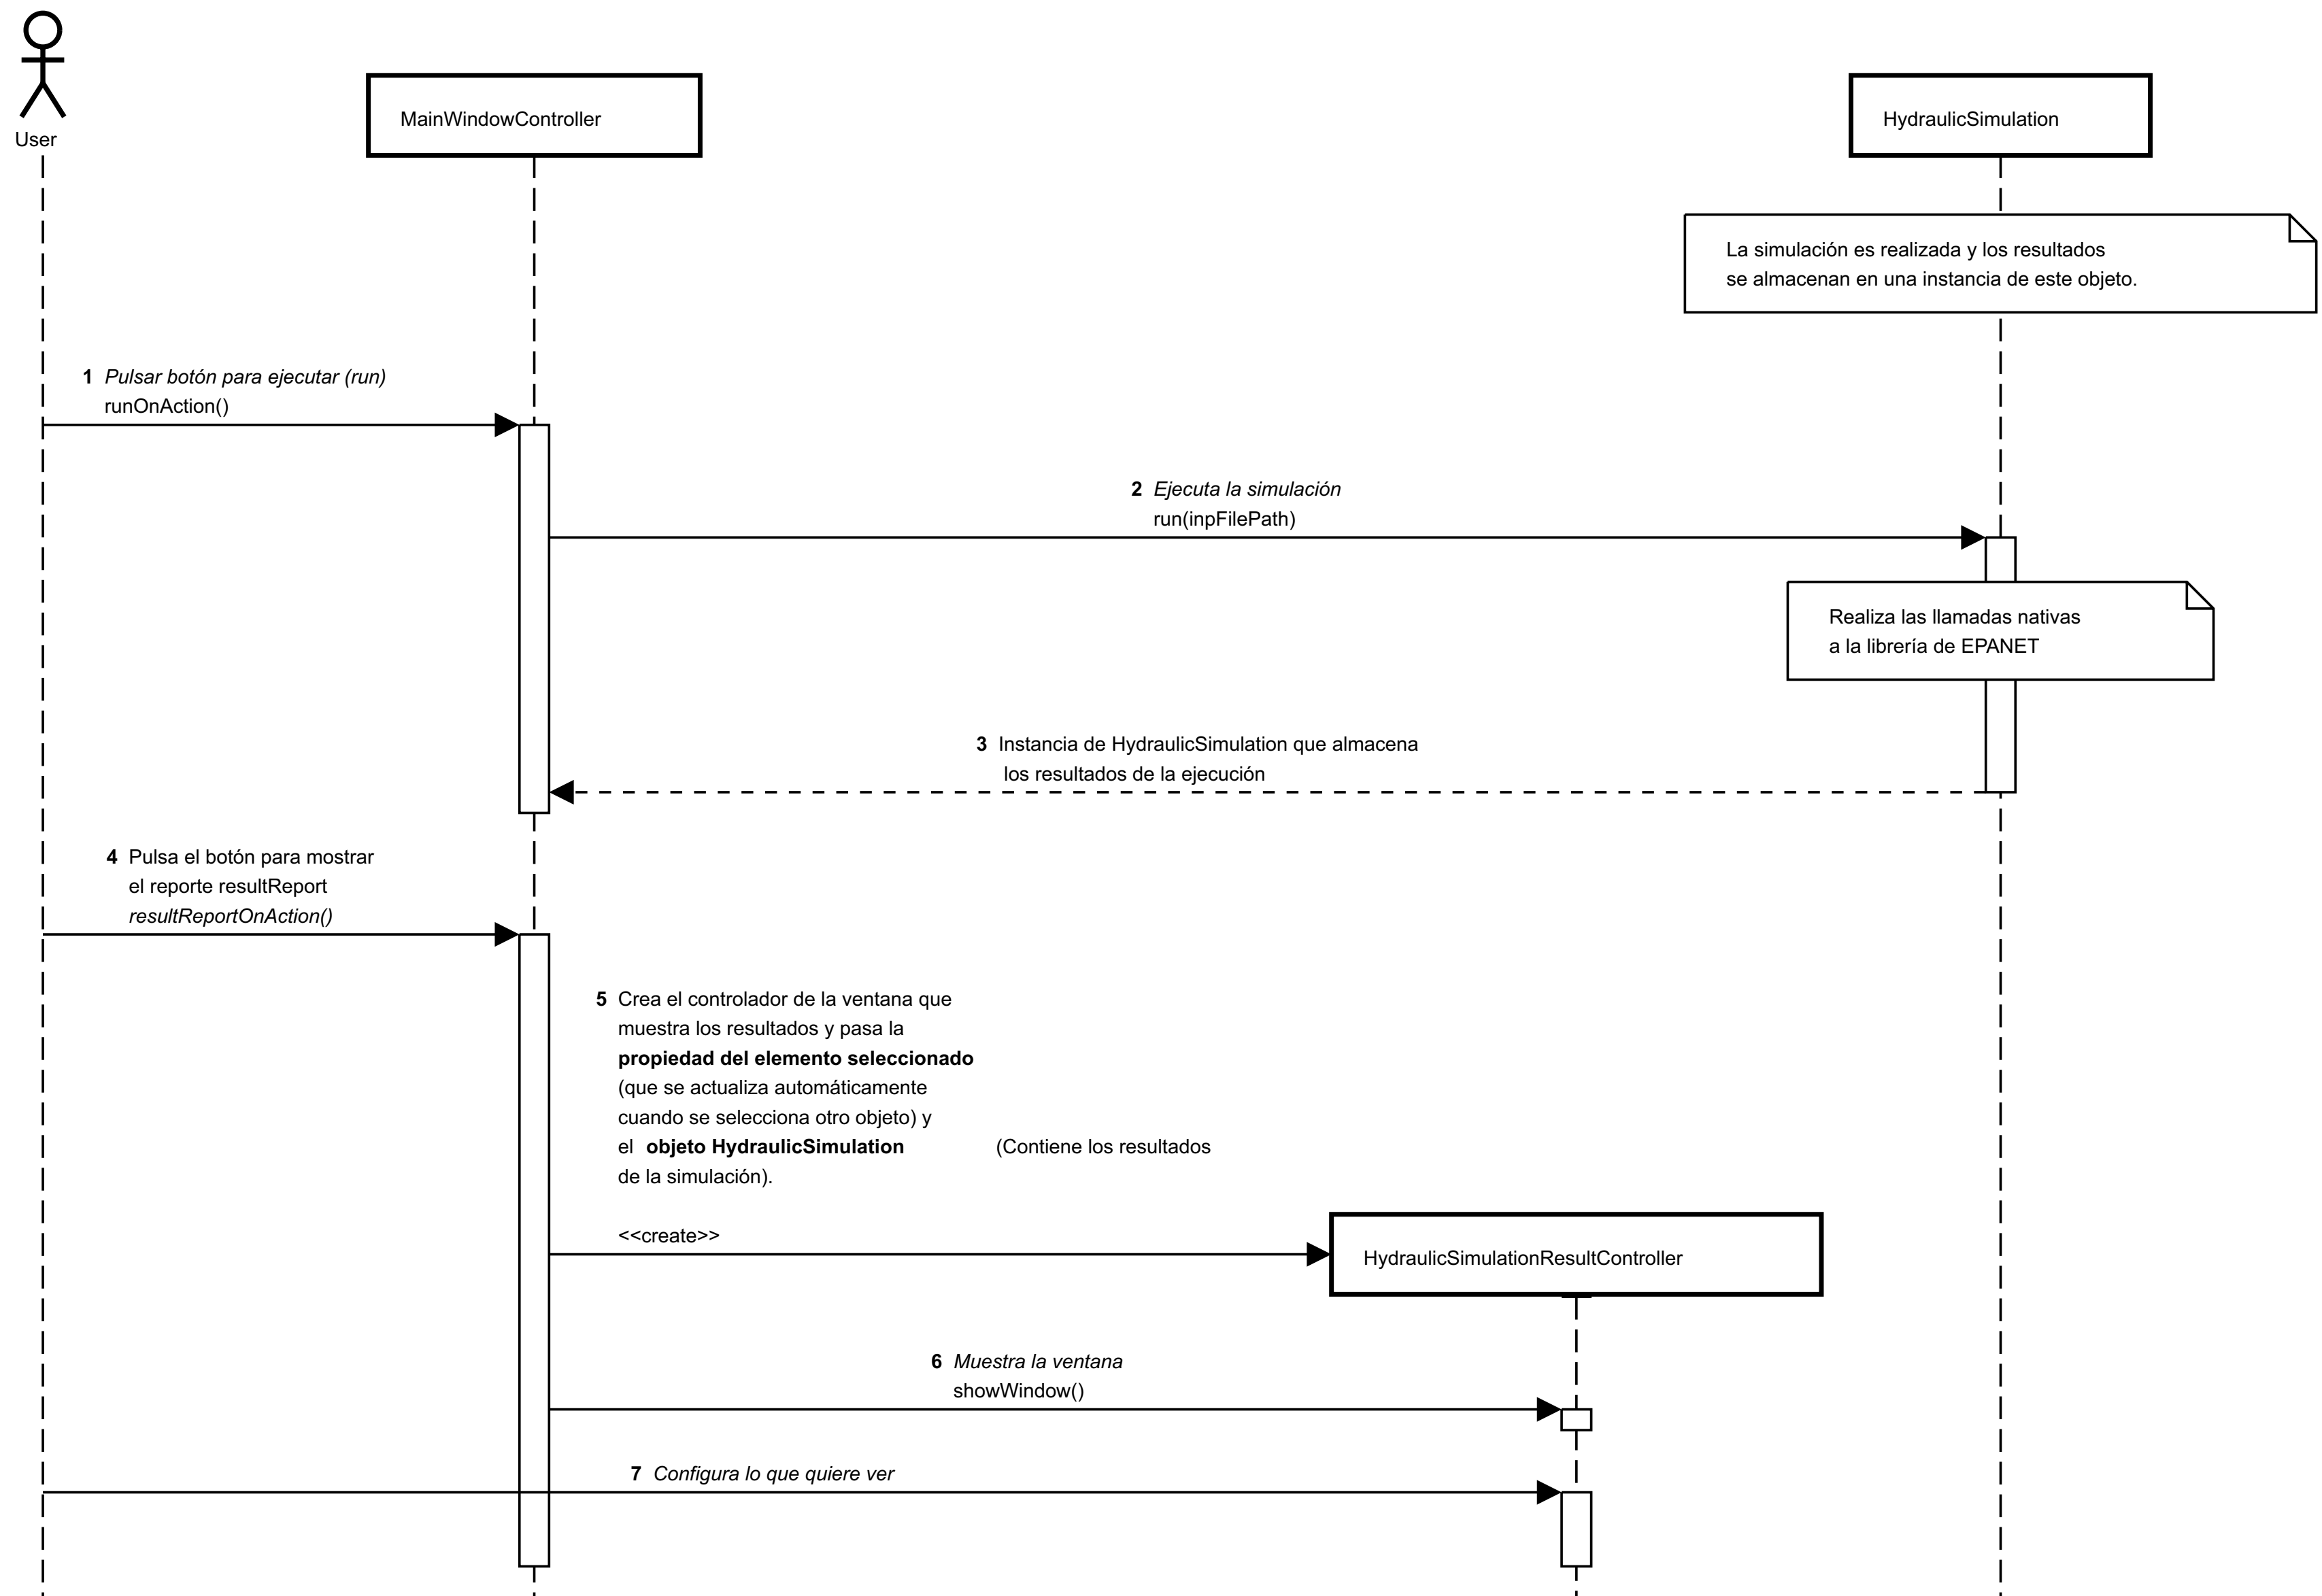 User
MainWindowController
HydraulicSimulation
La simulación es realizada y los resultados
se almacenan en una instancia de este objeto.
1 Pulsar botón para ejecutar (run)
runOnAction()
2 Ejecuta la simulación
run(inpFilePath)
Realiza las llamadas nativas
a la librería de EPANET
3 Instancia de HydraulicSimulation que almacena
los resultados de la ejecución
4 Pulsa el botón para mostrar
el reporte resultReport
resultReportOnAction()
5 Crea el controlador de la ventana que
muestra los resultados y pasa la
propiedad del elemento seleccionado
(que se actualiza automáticamente
cuando se selecciona otro objeto) y
el objeto HydraulicSimulation (Contiene los resultados
de la simulación).
<<create>>
HydraulicSimulationResultController
6 Muestra la ventana
showWindow()
7 Configura lo que quiere ver